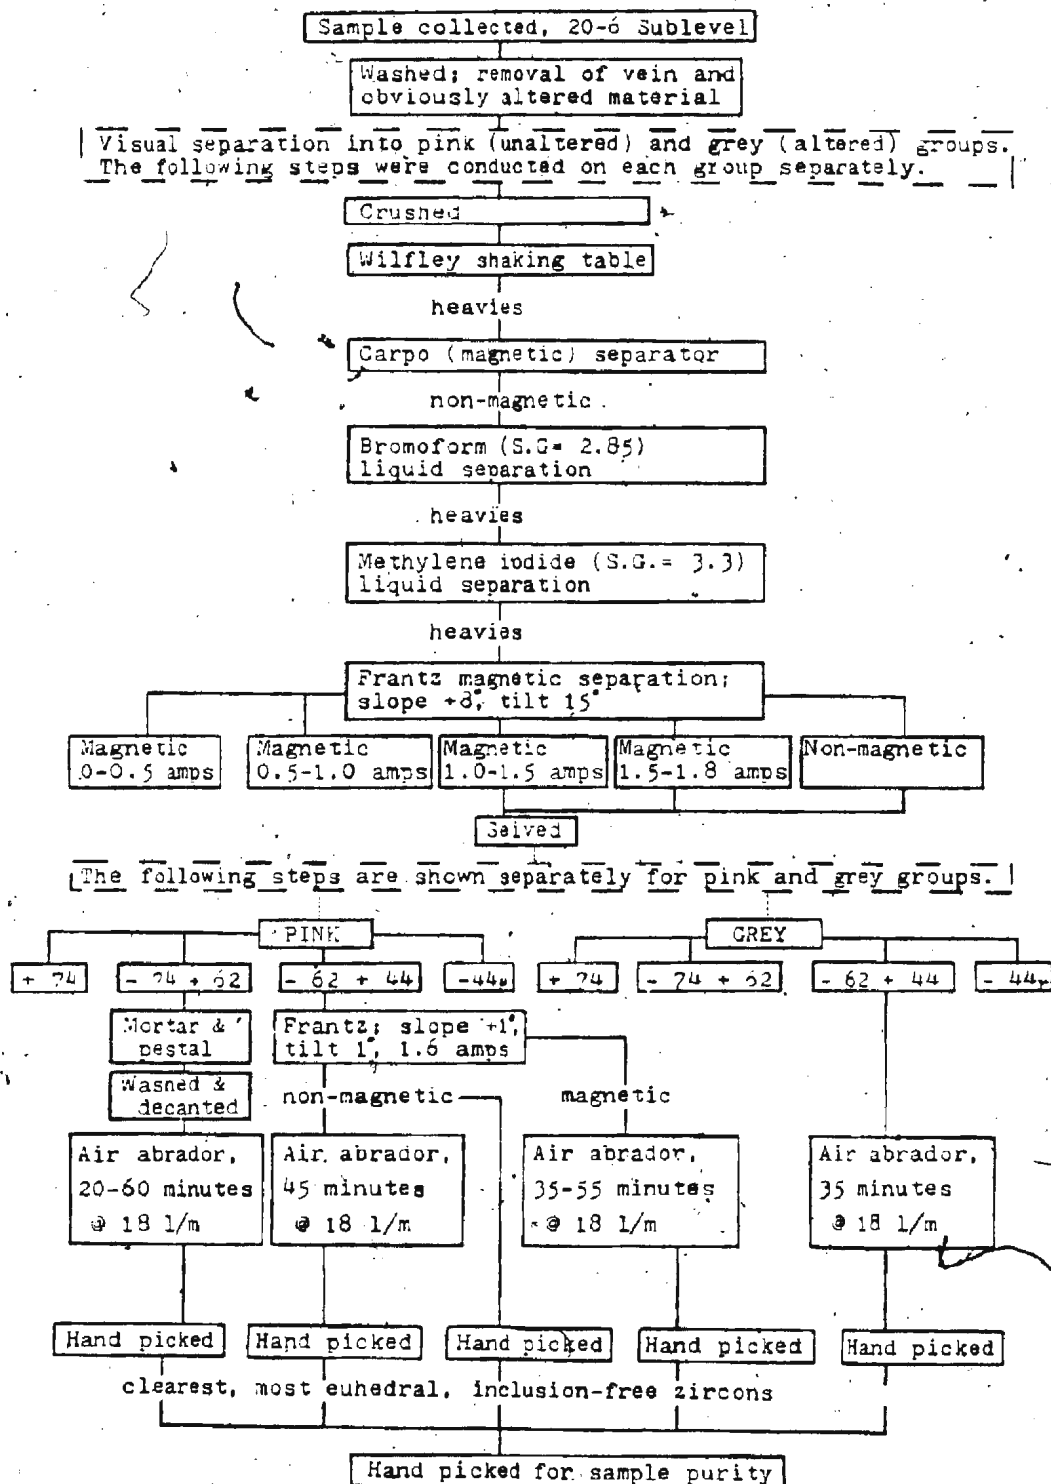 Sample collected, 20-6 Sublevel
Washed; removal of vein and
obviously altered material
Visual separation into pink (unaltered) and grey (altered) groups.
The following steps were conducted on each group separately.
Crushed
Wilfley shaking table
heavies
Carpo (magnetic) separator
non-magnetic
Bromoform (S.G= 2.85)
liquid separation
heavies
Methylene iodide (S.G.= 3.3)
liquid separation
heavies
Frantz magnetic separation;
slope +8°, tilt 15°
Magnetic
0-0.5 amps
Magnetic
0.5-1.0 amps
Magnetic
1.0-1.5 amps
Magnetic
1.5-1.8 amps
Non-magnetic
Seived
The following steps are shown separately for pink and grey groups.
PINK
GREY
+ 74
- 74 + 62
- 62 + 44
-44µ
+ 74
- 74 + 62
- 62 + 44
- 44µ
Mortar &
pestal
Frantz; slope +1°,
tilt 1°, 1.6 amps
Washed &
decanted
non-magnetic
magnetic
Air abrador,
20-60 minutes
@ 18 l/m
Air abrador,
45 minutes
@ 18 l/m
Air abrador,
35-55 minutes
@ 18 l/m
Air abrador,
35 minutes
@ 18 l/m
Hand picked
Hand picked
Hand picked
Hand picked
Hand picked
clearest, most euhedral, inclusion-free zircons
Hand picked for sample purity